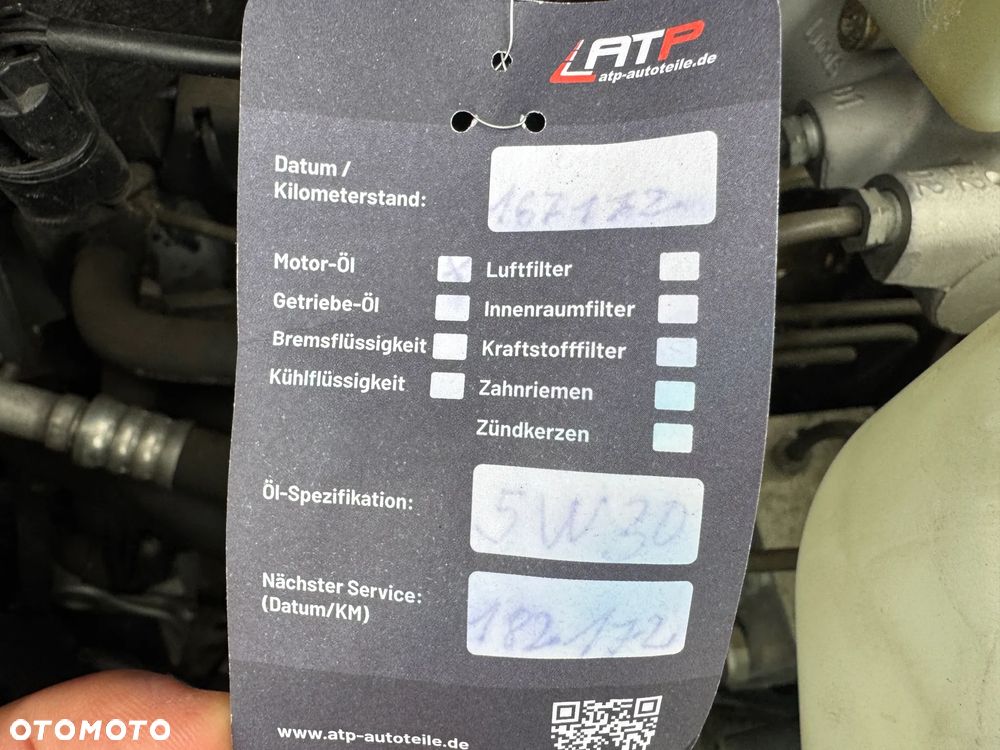 ATP
atp-autoteile.de
Datum /
Kilometerstand:
167172
Motor-Öl
X
Luftfilter
Getriebe-Öl
Innenraumfilter
Bremsflüssigkeit
Kraftstofffilter
Kühlflüssigkeit
Zahnriemen
Zündkerzen
Öl-Spezifikation:
5W30
Nächster Service:
(Datum/KM)
182172
www.atp-autoteile.de
OTOMOTO